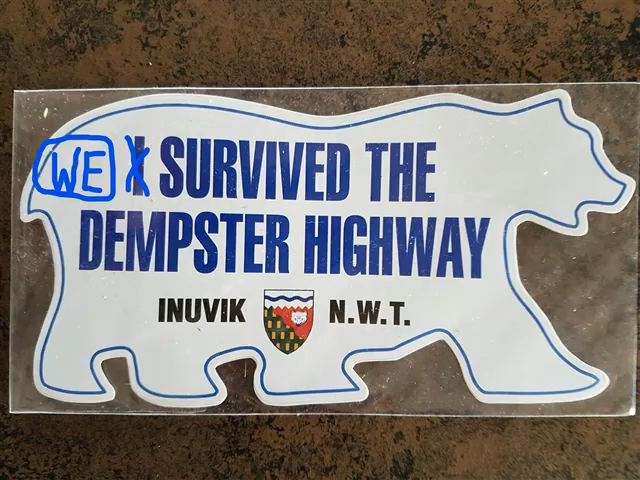 WE I SURVIVED THE
DEMPSTER HIGHWAY
INUVIK N.W.T.